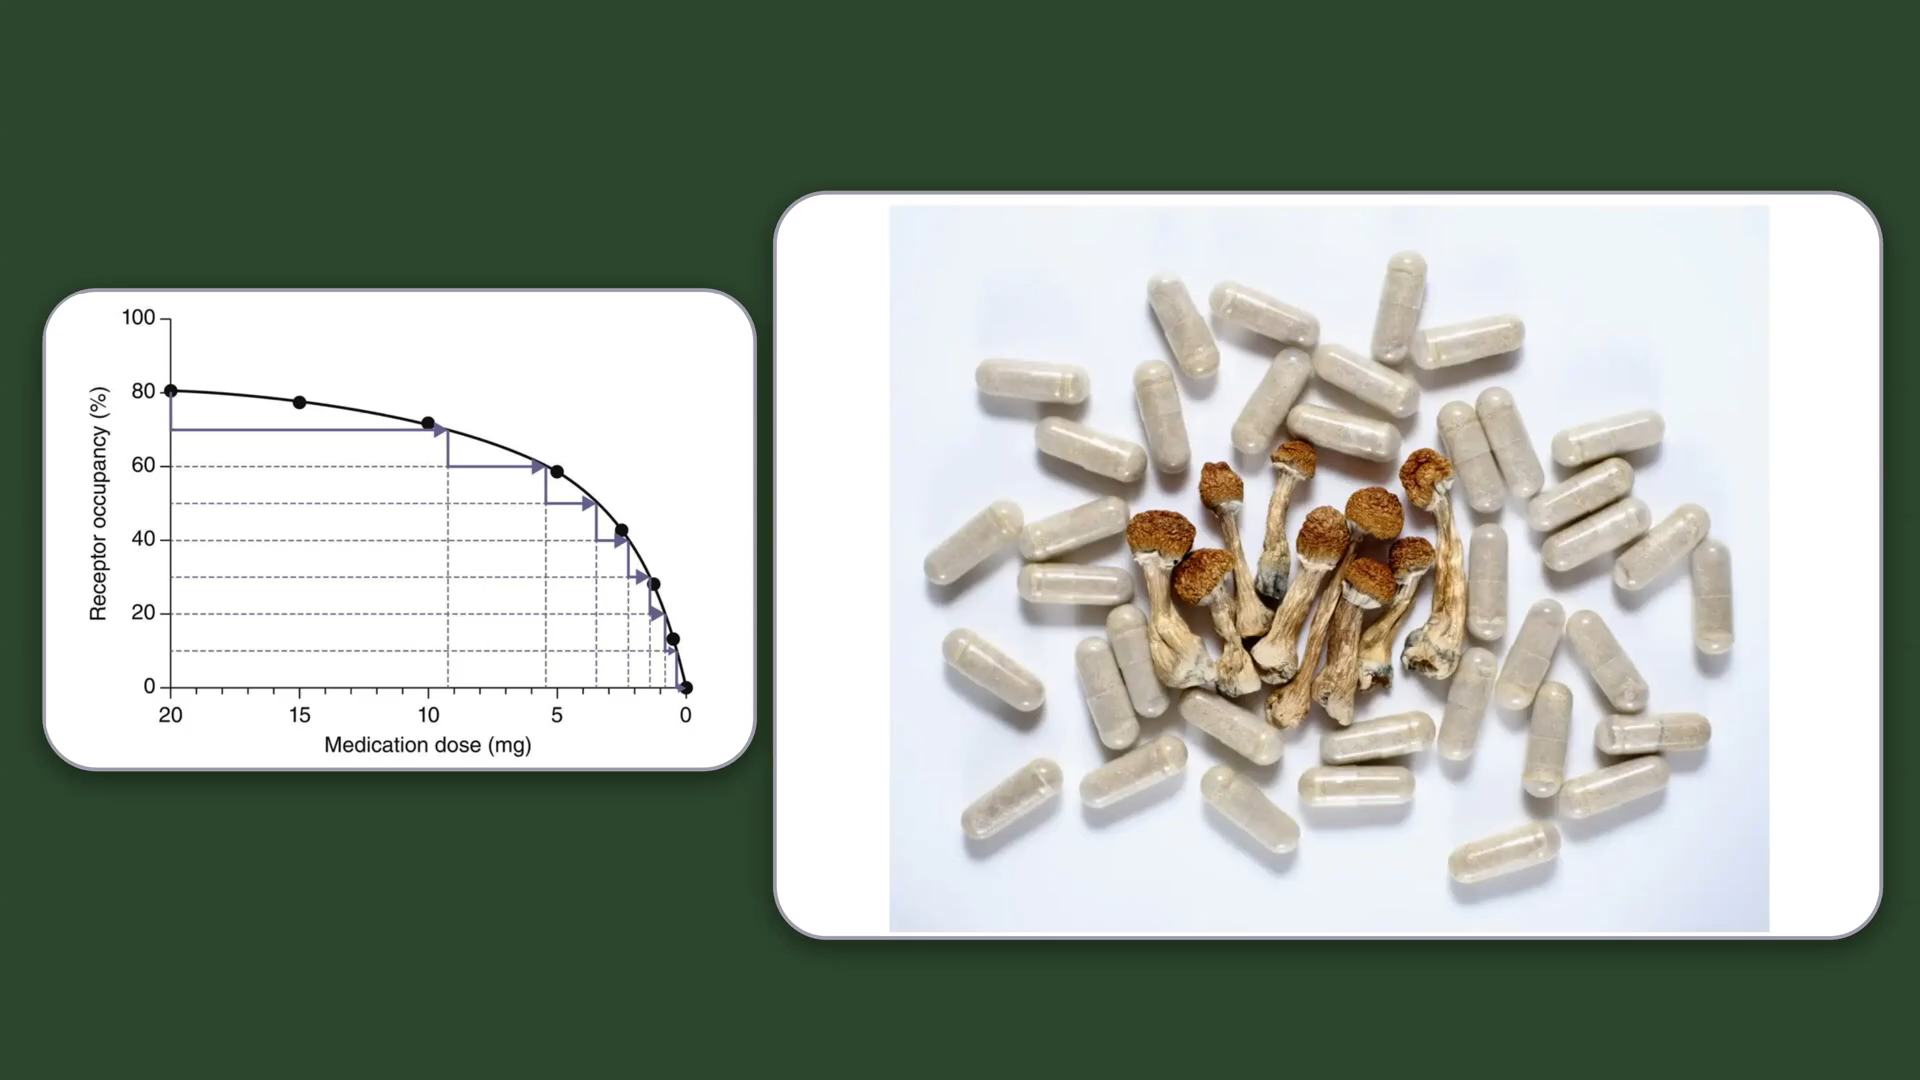 100
80
60
40
20
0
Receptor occupancy (%)
20 15 10 5 0
Medication dose (mg)